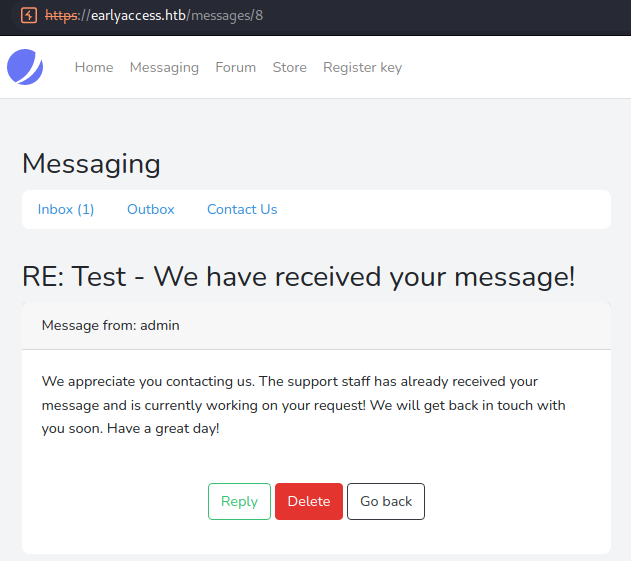 https://earlyaccess.htb/messages/8
Home Messaging Forum Store Register key
Messaging
Inbox (1) Outbox Contact Us
RE: Test - We have received your message!
Message from: admin
We appreciate you contacting us. The support staff has already received your
message and is currently working on your request! We will get back in touch with
you soon. Have a great day!
Reply Delete Go back